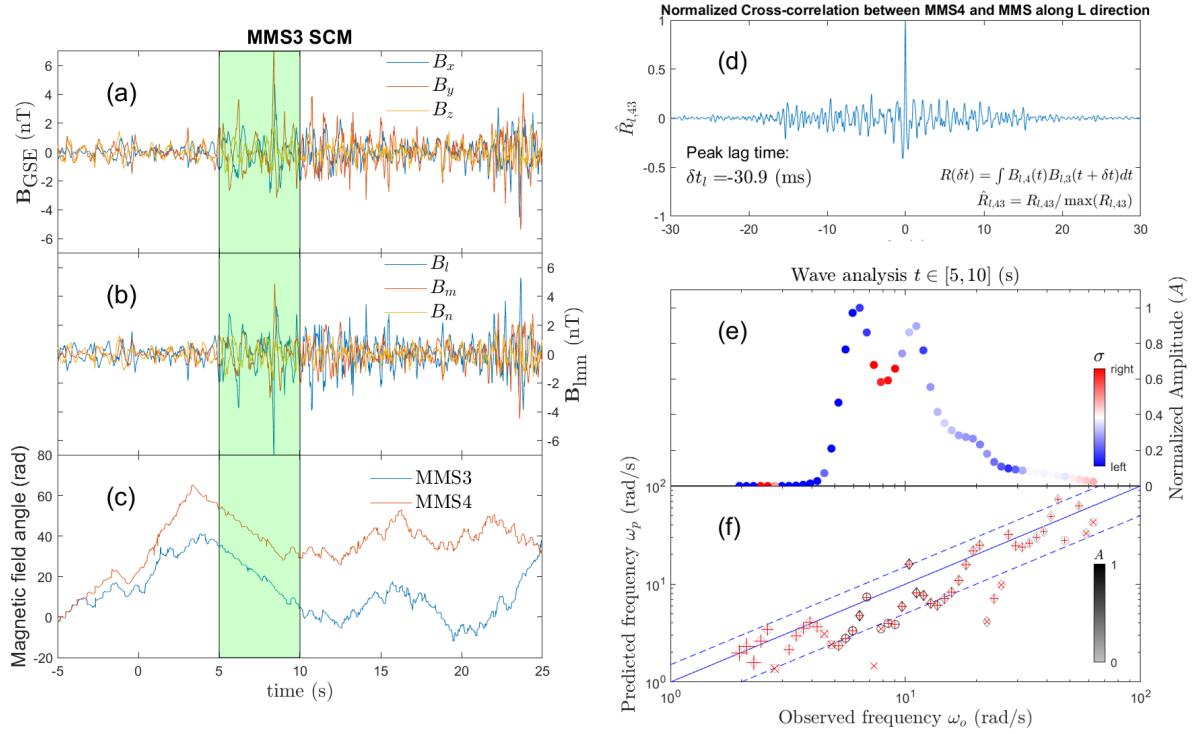 MMS3 SCM
(a)
B_x
B_y
B_z
B_GSE (nT)
6
4
2
0
-2
-4
-6
(b)
B_l
B_m
B_n
B_lmn (nT)
6
4
2
0
-2
-4
-6
(c)
MMS3
MMS4
Magnetic field angle (rad)
80
60
40
20
0
-20
-5
0
5
10
15
20
25
time (s)
Normalized Cross-correlation between MMS4 and MMS along L direction
(d)
R̂_l,43
1
0.5
0
-0.5
-1
Peak lag time:
δt_l =-30.9 (ms)
R(δt) = ∫ B_l,4(t)B_l,3(t + δt)dt
R̂_l,43 = R_l,43/ max(R_l,43)
-30
-20
-10
0
10
20
30
Wave analysis t ∈ [5, 10] (s)
(e)
σ
right
left
Normalized Amplitude (A)
1
0.8
0.6
0.4
0.2
0
(f)
A
1
0
Predicted frequency ω_p (rad/s)
10^2
10^1
10^0
10^0
10^1
10^2
Observed frequency ω_o (rad/s)